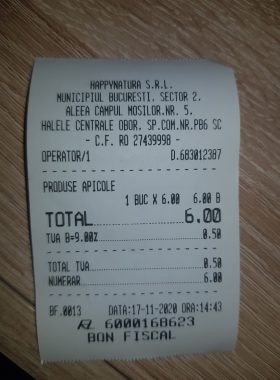 HAPPYNATURA S.R.L.
MUNICIPIUL BUCURESTI, SECTOR 2,
ALEEA CAMPUL MOSILOR,NR. 5,
HALELE CENTRALE OBOR, SP.COM.NR.PB6 SC
- C.F. RO 27439998 -
OPERATOR/1 D.683012387
PRODUSE APICOLE
1 BUC X 6.00 6.00 B
TOTAL 6.00
TVA B=9.00% 0.50
TOTAL TVA 0.50
NUMERAR 6.00
BF.0013 DATA:17-11-2020 ORA:14:43
6000168623
BON FISCAL